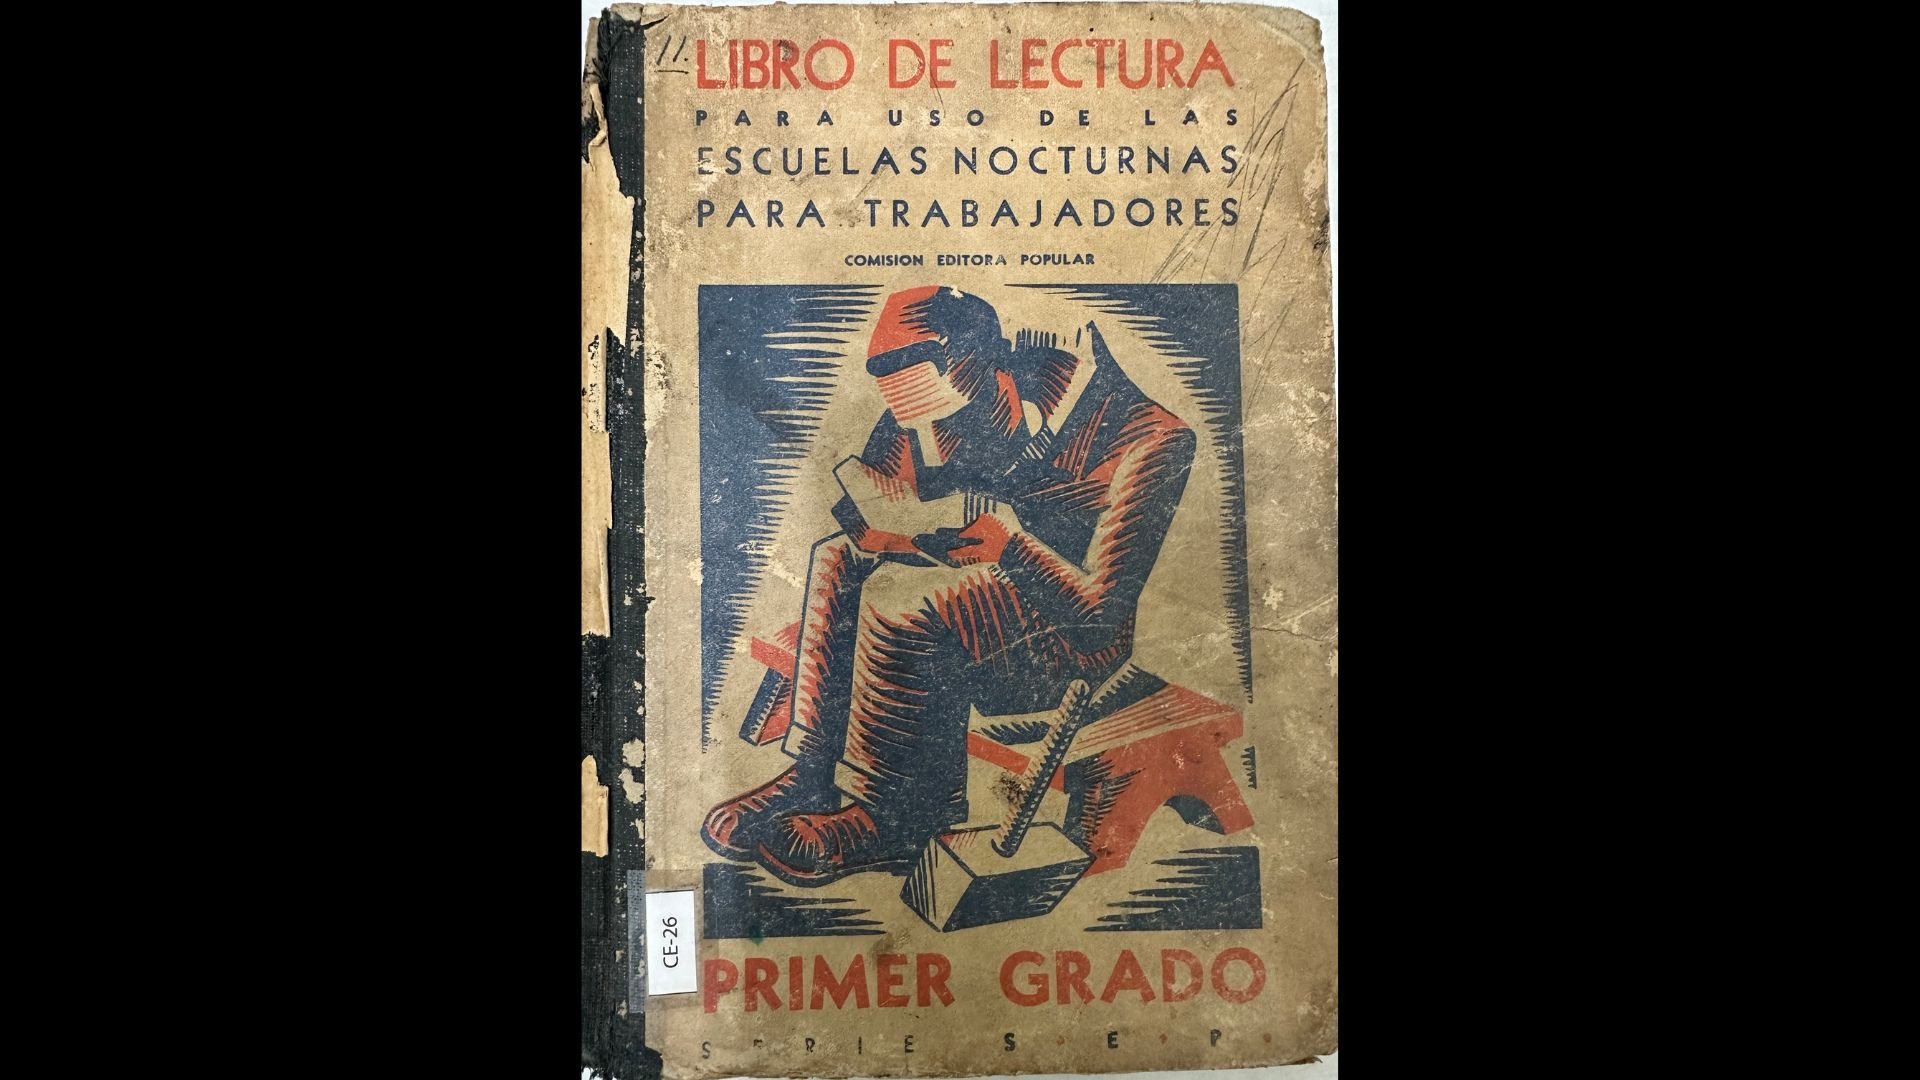 11.
LIBRO DE LECTURA
PARA USO DE LAS
ESCUELAS NOCTURNAS
PARA TRABAJADORES
COMISION EDITORA POPULAR
CE-26
PRIMER GRADO
SERIE S. E. P.